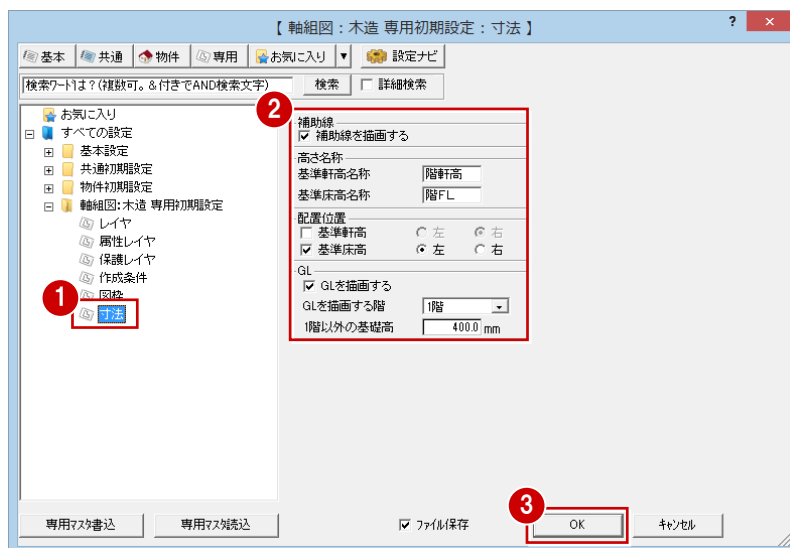 【 軸組図：木造 専用初期設定：寸法 】
? ×
基本 共通 物件 専用 お気に入り ▼ 設定ナビ
検索ワードは？(複数可。＆付きでAND検索文字) 検索 詳細検索
お気に入り
すべての設定
基本設定
共通初期設定
物件初期設定
軸組図:木造 専用初期設定
レイヤ
属性レイヤ
保護レイヤ
作成条件
図枠
1
寸法
2
補助線
補助線を描画する
高さ名称
基準軒高名称 階軒高
基準床高名称 階FL
配置位置
基準軒高 左 右
基準床高 左 右
GL
GLを描画する
GLを描画する階 1階
1階以外の基礎高 400.0 mm
3
専用マスタ書込 専用マスタ読込 ファイル保存 OK キャンセル